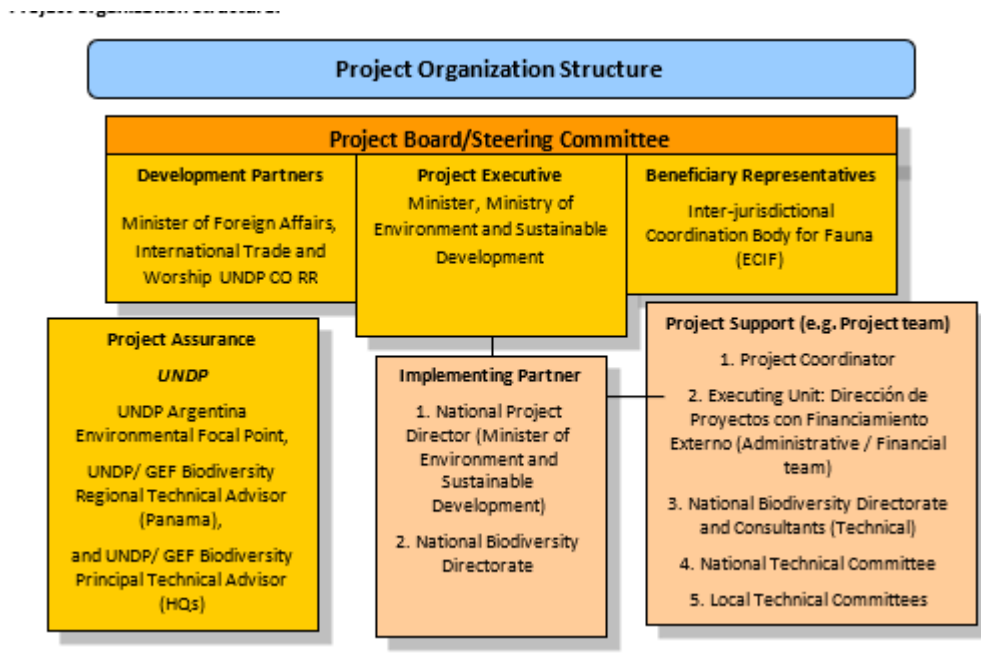 Project Organization Structure
Project Board/Steering Committee
Development Partners
Minister of Foreign Affairs,
International Trade and
Worship UNDP CO RR
Project Executive
Minister, Ministry of
Environment and Sustainable
Development
Beneficiary Representatives
Inter-jurisdictional
Coordination Body for Fauna
(ECIF)
Project Assurance
UNDP
UNDP Argentina
Environmental Focal Point,
UNDP/ GEF Biodiversity
Regional Technical Advisor
(Panama),
and UNDP/ GEF Biodiversity
Principal Technical Advisor
(HQs)
Implementing Partner
1. National Project
Director (Minister of
Environment and
Sustainable
Development)
2. National Biodiversity
Directorate
Project Support (e.g. Project team)
1. Project Coordinator
2. Executing Unit: Dirección de
Proyectos con Financiamiento
Externo (Administrative / Financial
team)
3. National Biodiversity Directorate
and Consultants (Technical)
4. National Technical Committee
5. Local Technical Committees